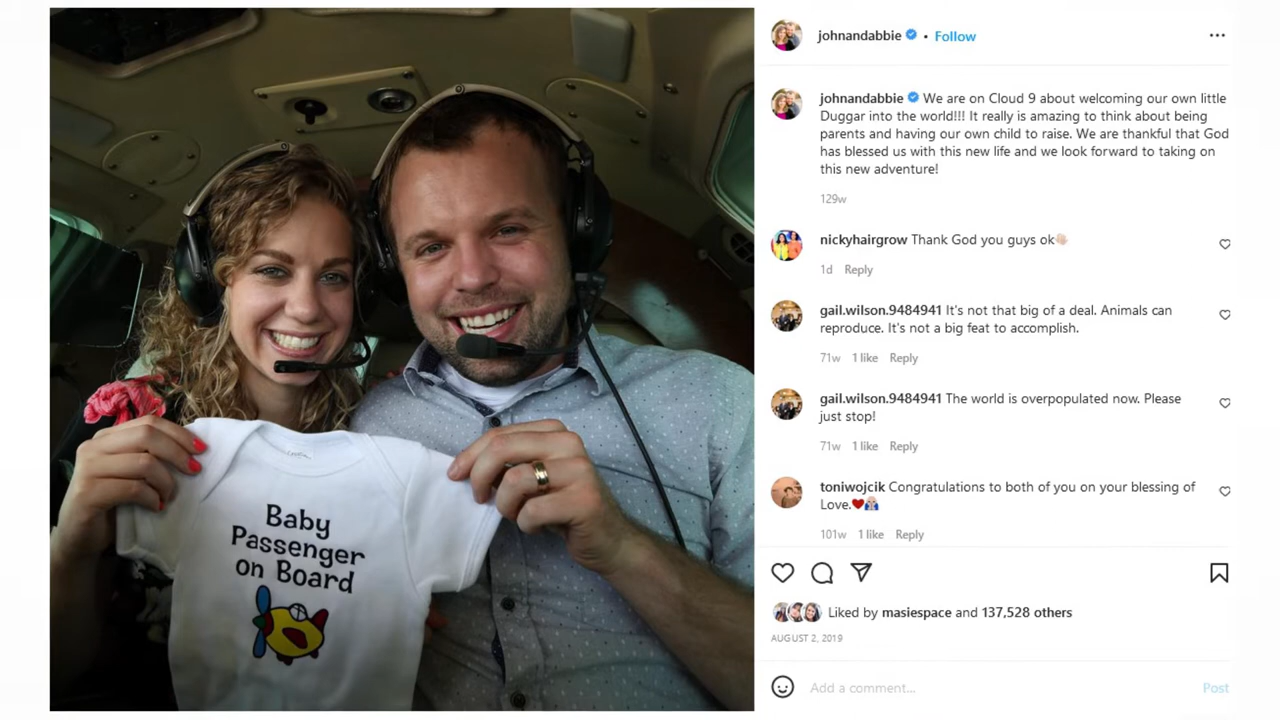 Baby
Passenger
on Board
johnandabbie • Follow
johnandabbie We are on Cloud 9 about welcoming our own little
Duggar into the world!!! It really is amazing to think about being
parents and having our own child to raise. We are thankful that God
has blessed us with this new life and we look forward to taking on
this new adventure!
129w
nickyhairgrow Thank God you guys ok👏🏼
1d Reply
gail.wilson.9484941 It's not that big of a deal. Animals can
reproduce. It's not a big feat to accomplish.
71w 1 like Reply
gail.wilson.9484941 The world is overpopulated now. Please
just stop!
71w 1 like Reply
toniwojcik Congratulations to both of you on your blessing of
Love.❤️
101w 1 like Reply
Liked by masiespace and 137,528 others
AUGUST 2, 2019
Add a comment...
Post